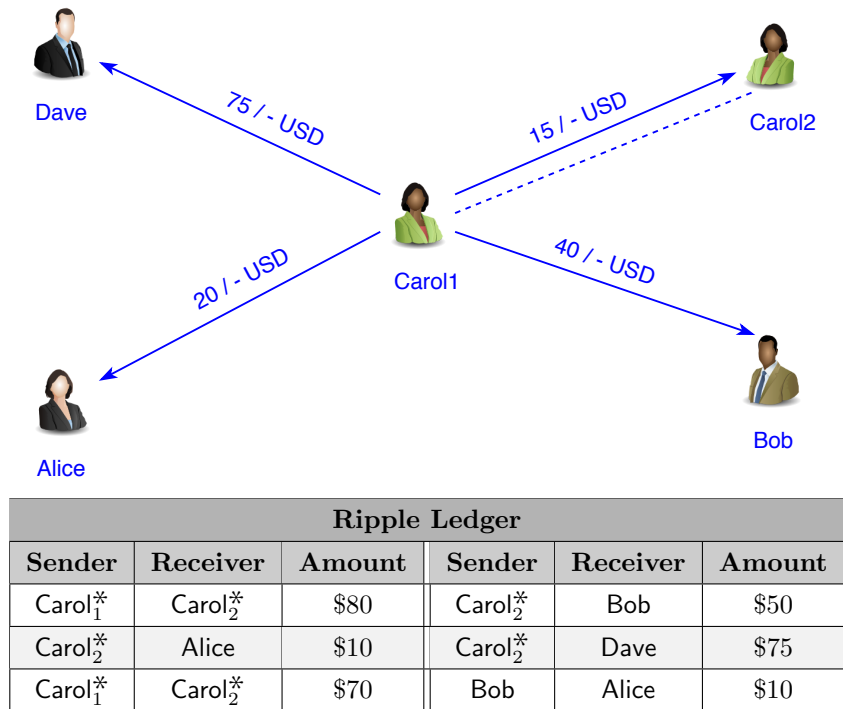 Dave
75 / - USD
15 / - USD
Carol2
Carol1
20 / - USD
40 / - USD
Alice
Bob
Ripple Ledger
Sender Receiver Amount Sender Receiver Amount
Carol₁* Carol₂* $80 Carol₂* Bob $50
Carol₂* Alice $10 Carol₂* Dave $75
Carol₁* Carol₂* $70 Bob Alice $10